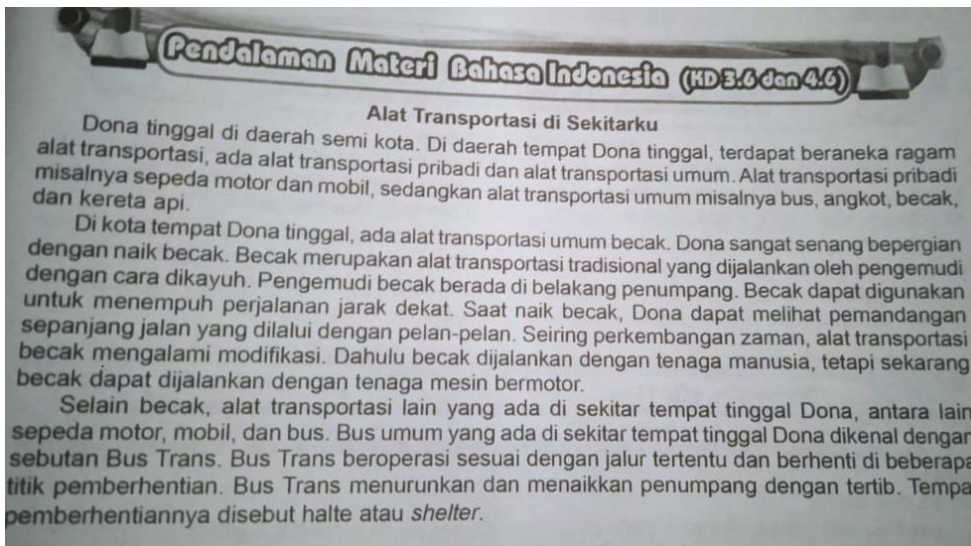 Pendalaman Materi Bahasa Indonesia (KD 3.6 dan 4.6)
Alat Transportasi di Sekitarku
Dona tinggal di daerah semi kota. Di daerah tempat Dona tinggal, terdapat beraneka ragam
alat transportasi, ada alat transportasi pribadi dan alat transportasi umum. Alat transportasi pribadi
misalnya sepeda motor dan mobil, sedangkan alat transportasi umum misalnya bus, angkot, becak,
dan kereta api.
Di kota tempat Dona tinggal, ada alat transportasi umum becak. Dona sangat senang bepergian
dengan naik becak. Becak merupakan alat transportasi tradisional yang dijalankan oleh pengemudi
dengan cara dikayuh. Pengemudi becak berada di belakang penumpang. Becak dapat digunakan
untuk menempuh perjalanan jarak dekat. Saat naik becak, Dona dapat melihat pemandangan
sepanjang jalan yang dilalui dengan pelan-pelan. Seiring perkembangan zaman, alat transportasi
becak mengalami modifikasi. Dahulu becak dijalankan dengan tenaga manusia, tetapi sekarang
becak dapat dijalankan dengan tenaga mesin bermotor.
Selain becak, alat transportasi lain yang ada di sekitar tempat tinggal Dona, antara lain
sepeda motor, mobil, dan bus. Bus umum yang ada di sekitar tempat tinggal Dona dikenal dengan
sebutan Bus Trans. Bus Trans beroperasi sesuai dengan jalur tertentu dan berhenti di beberapa
titik pemberhentian. Bus Trans menurunkan dan menaikkan penumpang dengan tertib. Tempa
pemberhentiannya disebut halte atau shelter.